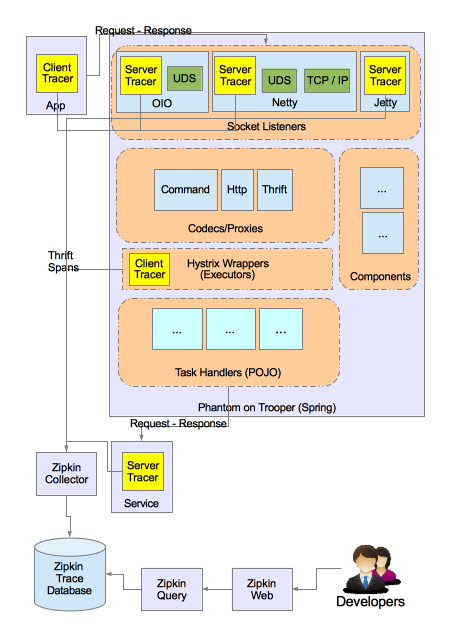 Request - Response
Client
Tracer
App
Server
Tracer
UDS
OIO
Server
Tracer
UDS
TCP / IP
Netty
Server
Tracer
Jetty
Socket Listeners
Command
Http
Thrift
Codecs/Proxies
...
...
Components
Thrift
Spans
Client
Tracer
Hystrix Wrappers
(Executors)
...
...
...
Task Handlers (POJO)
Phantom on Trooper (Spring)
Request - Response
Zipkin
Collector
Server
Tracer
Service
Zipkin
Trace
Database
Zipkin
Query
Zipkin
Web
Developers